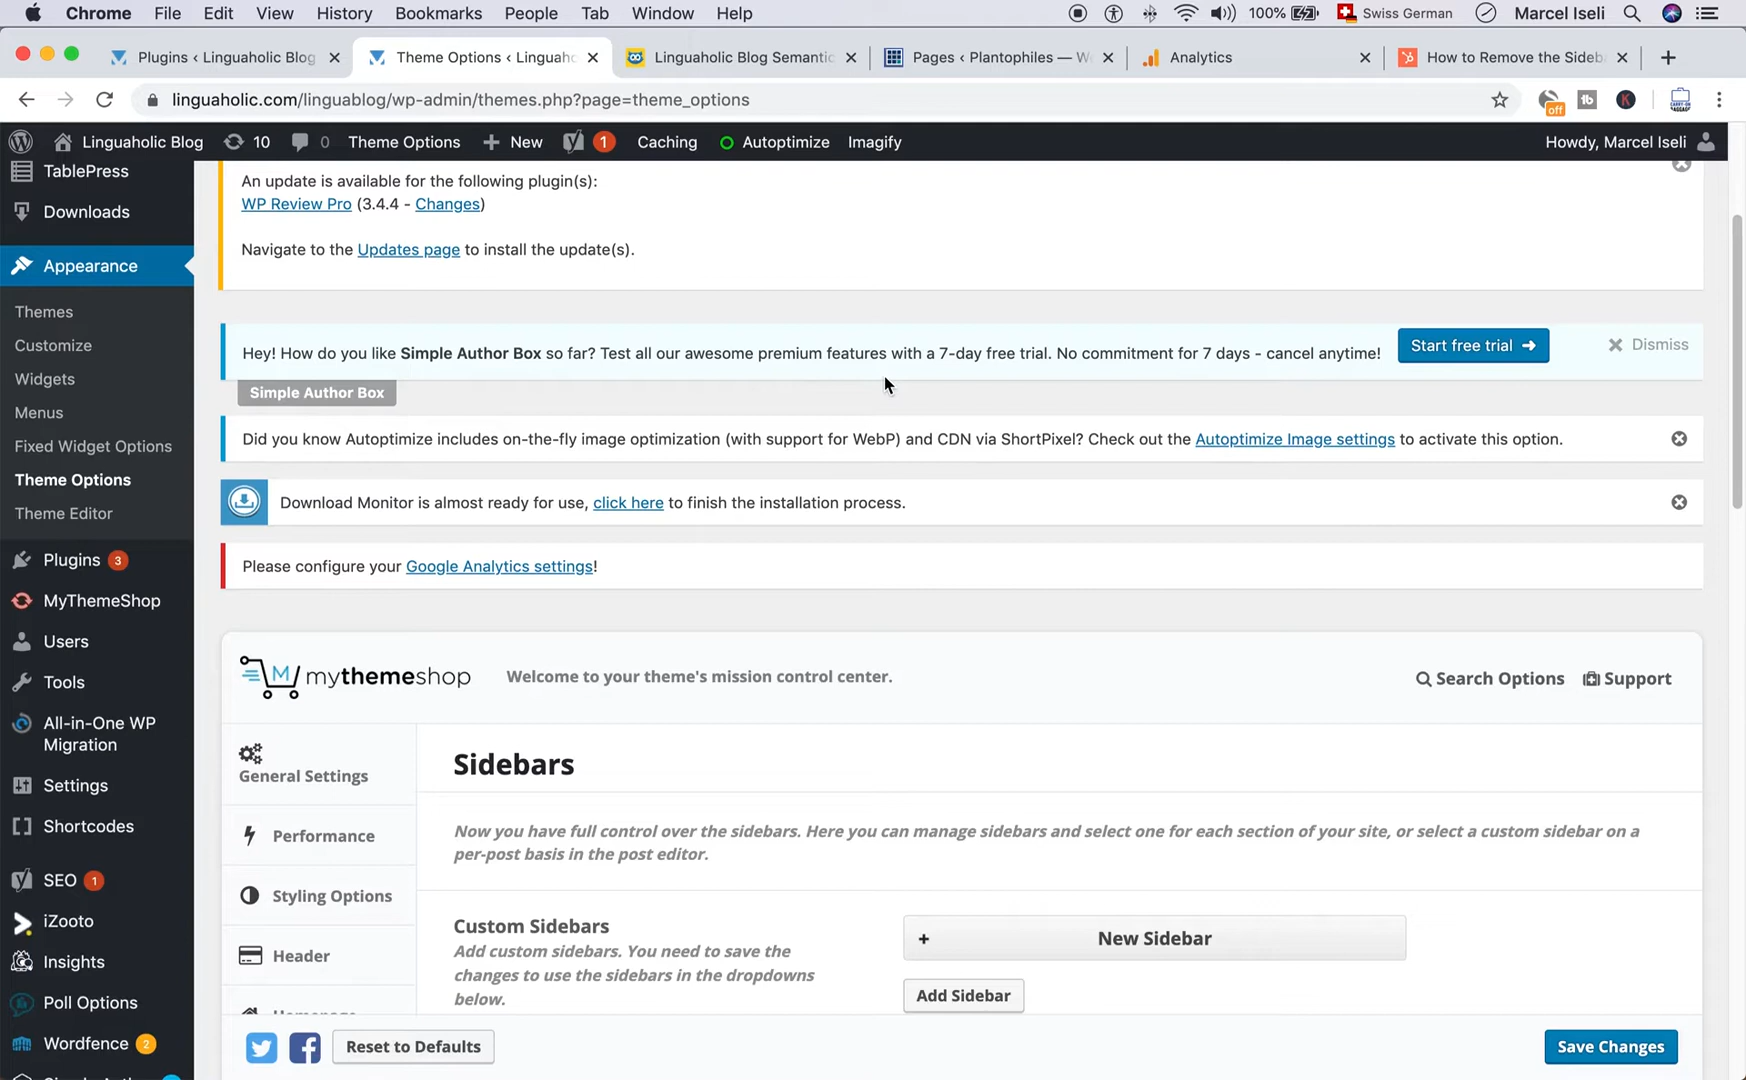 Chrome File Edit View History Bookmarks People Tab Window Help 100% Swiss German Marcel Iseli
Plugins ‹ Linguaholic Blog Theme Options ‹ Linguah Linguaholic Blog Semantic Pages ‹ Plantophiles — W Analytics How to Remove the Sideb
linguaholic.com/linguablog/wp-admin/themes.php?page=theme_options off tb K
Linguaholic Blog 10 0 Theme Options + New 1 Caching Autoptimize Imagify Howdy, Marcel Iseli
TablePress
Downloads
Appearance
Themes
Customize
Widgets
Menus
Fixed Widget Options
Theme Options
Theme Editor
Plugins 3
MyThemeShop
Users
Tools
All-in-One WP
Migration
Settings
Shortcodes
SEO 1
iZooto
Insights
Poll Options
Wordfence 2
An update is available for the following plugin(s):
WP Review Pro (3.4.4 - Changes)
Navigate to the Updates page to install the update(s).
Hey! How do you like Simple Author Box so far? Test all our awesome premium features with a 7-day free trial. No commitment for 7 days - cancel anytime! Start free trial ➜ Dismiss
Simple Author Box
Did you know Autoptimize includes on-the-fly image optimization (with support for WebP) and CDN via ShortPixel? Check out the Autoptimize Image settings to activate this option.
Download Monitor is almost ready for use, click here to finish the installation process.
Please configure your Google Analytics settings!
M mythemeshop Welcome to your theme's mission control center. Search Options Support
General Settings
Performance
Styling Options
Header
Sidebars
Now you have full control over the sidebars. Here you can manage sidebars and select one for each section of your site, or select a custom sidebar on a
per-post basis in the post editor.
Custom Sidebars
Add custom sidebars. You need to save the
changes to use the sidebars in the dropdowns
below.
+ New Sidebar
Add Sidebar
Reset to Defaults Save Changes